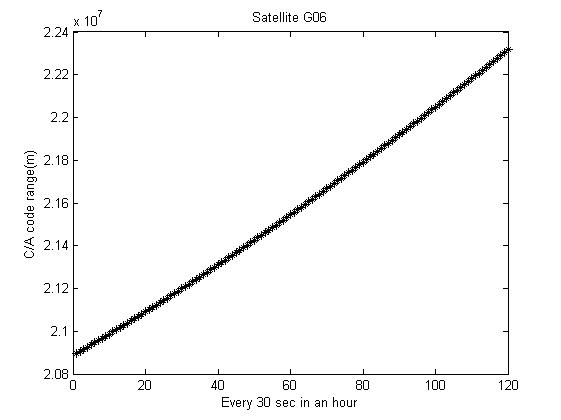 Satellite G06
x 10^7
2.24
2.22
2.2
2.18
2.16
2.14
2.12
2.1
2.08
C/A code range(m)
0 20 40 60 80 100 120
Every 30 sec in an hour